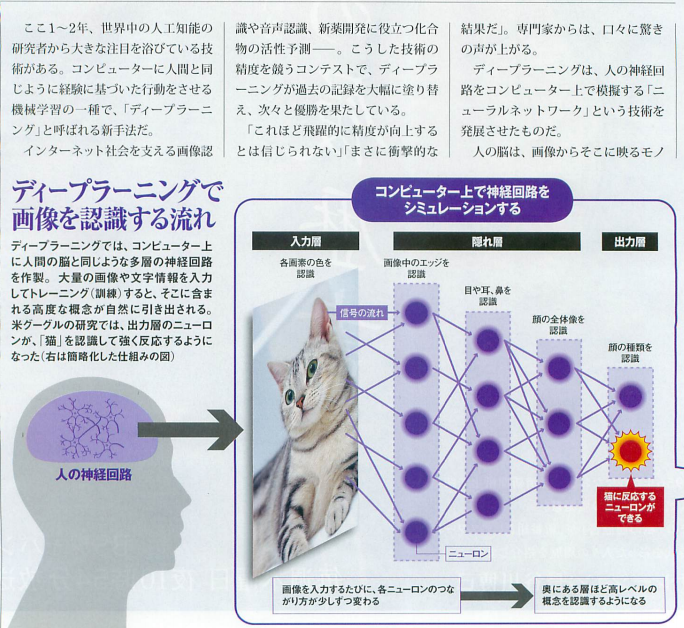 ここ1〜2年、世界中の人工知能の
研究者から大きな注目を浴びている技
術がある。コンピューターに人間と同
じように経験に基づいた行動をさせる
機械学習の一種で、「ディープラーニ
ング」と呼ばれる新手法だ。
インターネット社会を支える画像認
識や音声認識、新薬開発に役立つ化合
物の活性予測――。こうした技術の
精度を競うコンテストで、ディープラ
ーニングが過去の記録を大幅に塗り替
え、次々と優勝を果たしている。
「これほど飛躍的に精度が向上する
とは信じられない」「まさに衝撃的な
結果だ」。専門家からは、口々に驚き
の声が上がる。
ディープラーニングは、人の神経回
路をコンピューター上で模擬する「ニ
ューラルネットワーク」という技術を
発展させたものだ。
人の脳は、画像からそこに映るモノ
ディープラーニングで
画像を認識する流れ
ディープラーニングでは、コンピューター上
に人間の脳と同じような多層の神経回路
を作製。大量の画像や文字情報を入力
してトレーニング(訓練)すると、そこに含ま
れる高度な概念が自然に引き出される。
米グーグルの研究では、出力層のニューロ
ンが、「猫」を認識して強く反応するように
なった(右は簡略化した仕組みの図)
人の神経回路
コンピューター上で神経回路を
シミュレーションする
入力層
隠れ層
出力層
各画素の色を
認識
画像中のエッジを
認識
目や耳、鼻を
認識
顔の全体像を
認識
顔の種類を
認識
信号の流れ
猫に反応する
ニューロンが
できる
ニューロン
画像を入力するたびに、各ニューロンのつな
がり方が少しずつ変わる
奥にある層ほど高レベルの
概念を認識するようになる